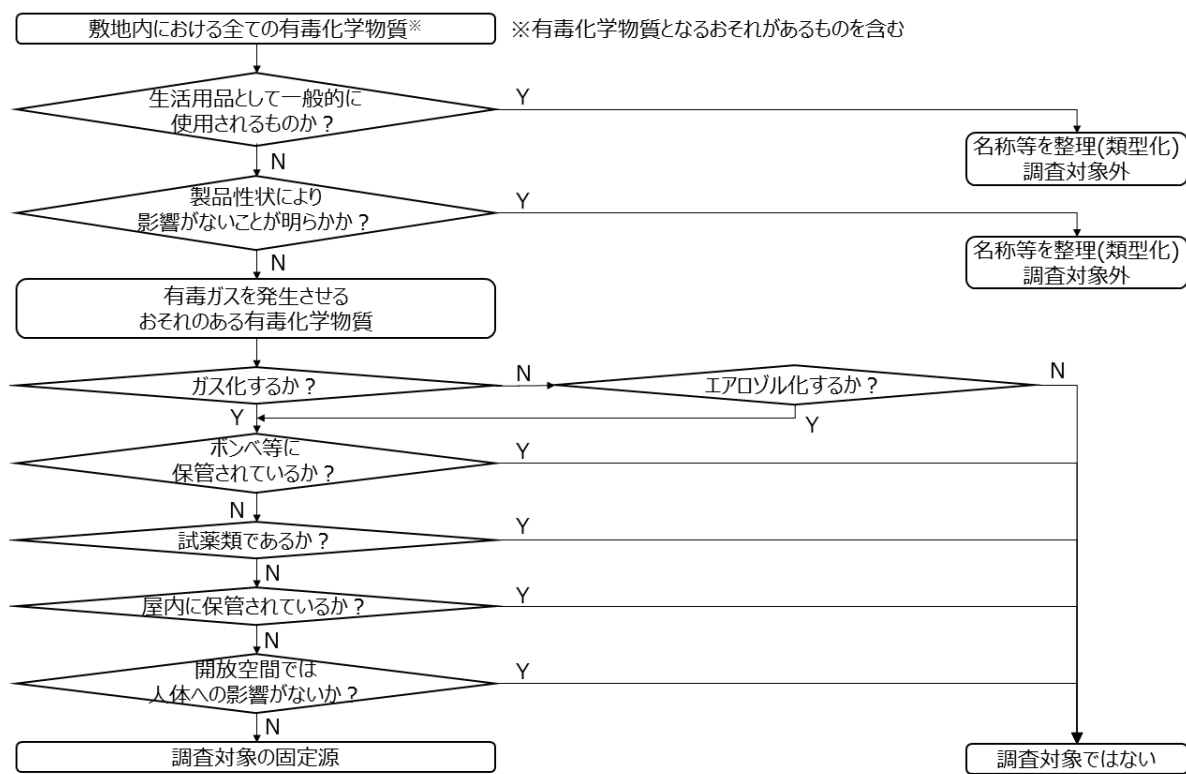 敷地内における全ての有毒化学物質※
※有毒化学物質となるおそれがあるものを含む
生活用品として一般的に
使用されるものか？
Y
名称等を整理(類型化)
調査対象外
N
製品性状により
影響がないことが明らかか？
Y
名称等を整理(類型化)
調査対象外
N
有毒ガスを発生させる
おそれのある有毒化学物質
ガス化するか？
N
エアロゾル化するか？
N
Y
Y
ボンベ等に
保管されているか？
Y
N
試薬類であるか？
Y
N
屋内に保管されているか？
Y
N
開放空間では
人体への影響がないか？
Y
N
調査対象の固定源
調査対象ではない